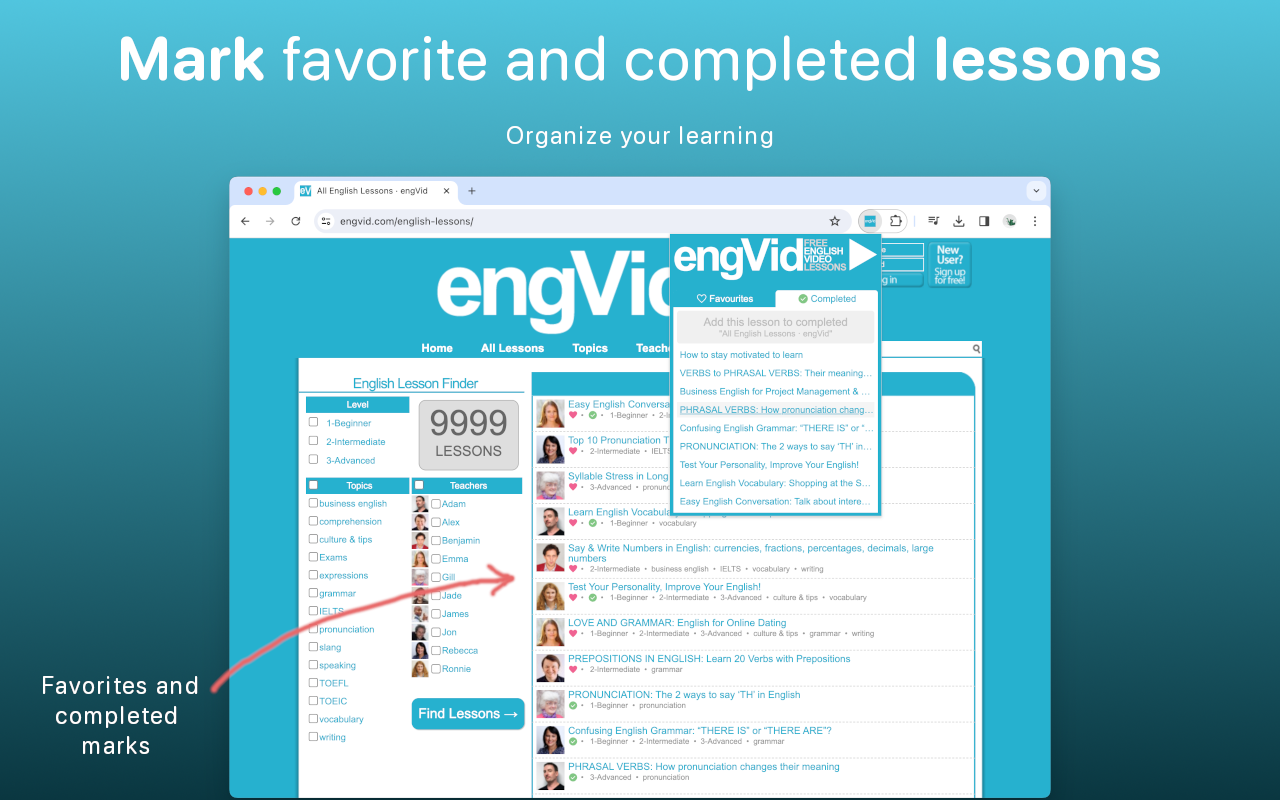 Mark favorite and completed lessons
Organize your learning
eV All English Lessons · engVid
engvid.com/english-lessons/
engVid
FREE
ENGLISH
VIDEO
LESSONS
New
User?
Sign up
for free!
Favourites
Completed
Add this lesson to completed
"All English Lessons · engVid"
How to stay motivated to learn
VERBS to PHRASAL VERBS: Their meaning...
Business English for Project Management & ...
PHRASAL VERBS: How pronunciation chang...
Confusing English Grammar: “THERE IS” or “...
PRONUNCIATION: The 2 ways to say ‘TH’ in...
Test Your Personality, Improve Your English!
Learn English Vocabulary: Shopping at the S...
Easy English Conversation: Talk about intere...
engVid
Home All Lessons Topics Teache
English Lesson Finder
Level
1-Beginner
2-Intermediate
3-Advanced
9999
LESSONS
Topics
business english
comprehension
culture & tips
Exams
expressions
grammar
IELTS
pronunciation
slang
speaking
TOEFL
TOEIC
vocabulary
writing
Teachers
Adam
Alex
Benjamin
Emma
Gill
Jade
James
Jon
Rebecca
Ronnie
Find Lessons →
Easy English Conversa
• • 1-Beginner • 2-I
Top 10 Pronunciation T
• 2-Intermediate • IELTS
Syllable Stress in Long
• 3-Advanced • pronunc
Learn English Vocabula
• • 1-Beginner • vocabulary
Say & Write Numbers in English: currencies, fractions, percentages, decimals, large
numbers
• 2-Intermediate • business english • IELTS • vocabulary • writing
Test Your Personality, Improve Your English!
• • 1-Beginner • 2-Intermediate • 3-Advanced • culture & tips • vocabulary
LOVE AND GRAMMAR: English for Online Dating
• 1-Beginner • 2-Intermediate • 3-Advanced • culture & tips • grammar • writing
PREPOSITIONS IN ENGLISH: Learn 20 Verbs with Prepositions
• 2-Intermediate • grammar
PRONUNCIATION: The 2 ways to say ‘TH’ in English
• 1-Beginner • pronunciation
Confusing English Grammar: “THERE IS” or “THERE ARE”?
• 1-Beginner • 2-Intermediate • 3-Advanced • grammar
PHRASAL VERBS: How pronunciation changes their meaning
• 3-Advanced • pronunciation
Favorites and
completed
marks